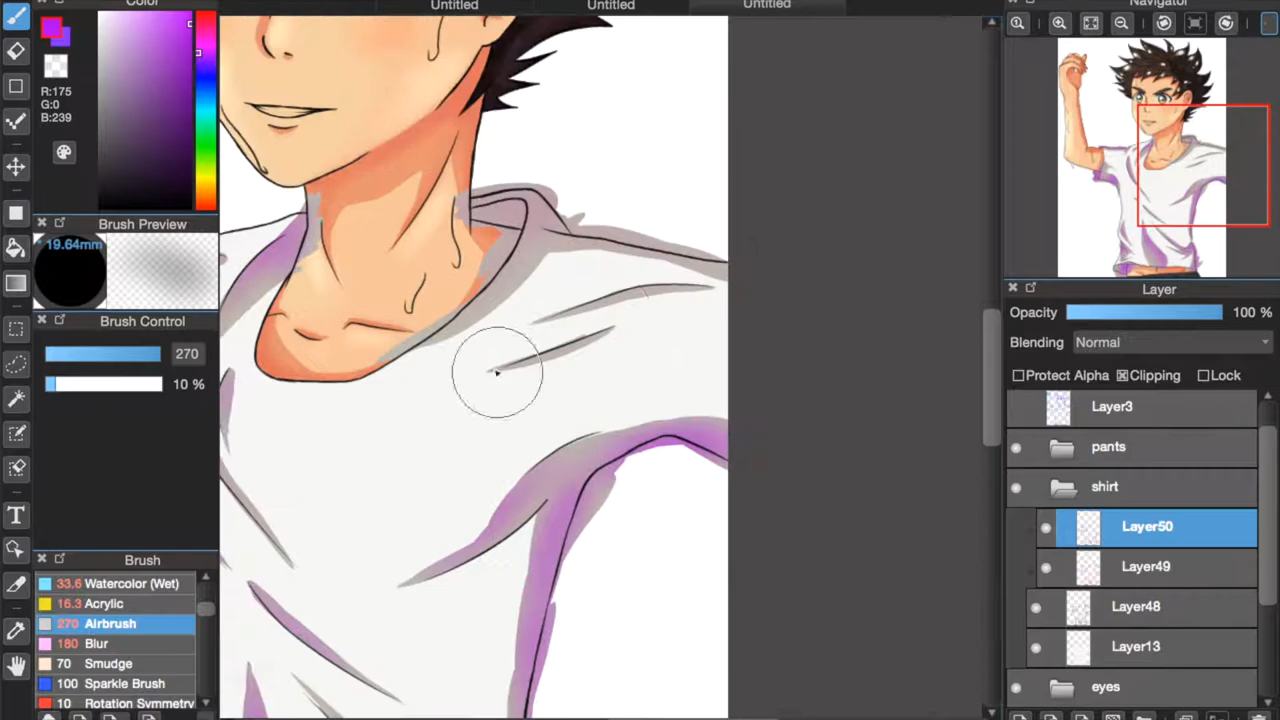 Color
Untitled
Untitled
Untitled
Navigator
R:175
G:0
B:239
Brush Preview
19.64mm
Brush Control
270
10 %
Brush
33.6 Watercolor (Wet)
16.3 Acrylic
270 Airbrush
180 Blur
70 Smudge
100 Sparkle Brush
10 Rotation Symmetry
T
Layer
Opacity 100 %
Blending Normal
Protect Alpha Clipping Lock
Layer3
pants
shirt
Layer50
Layer49
Layer48
Layer13
eyes